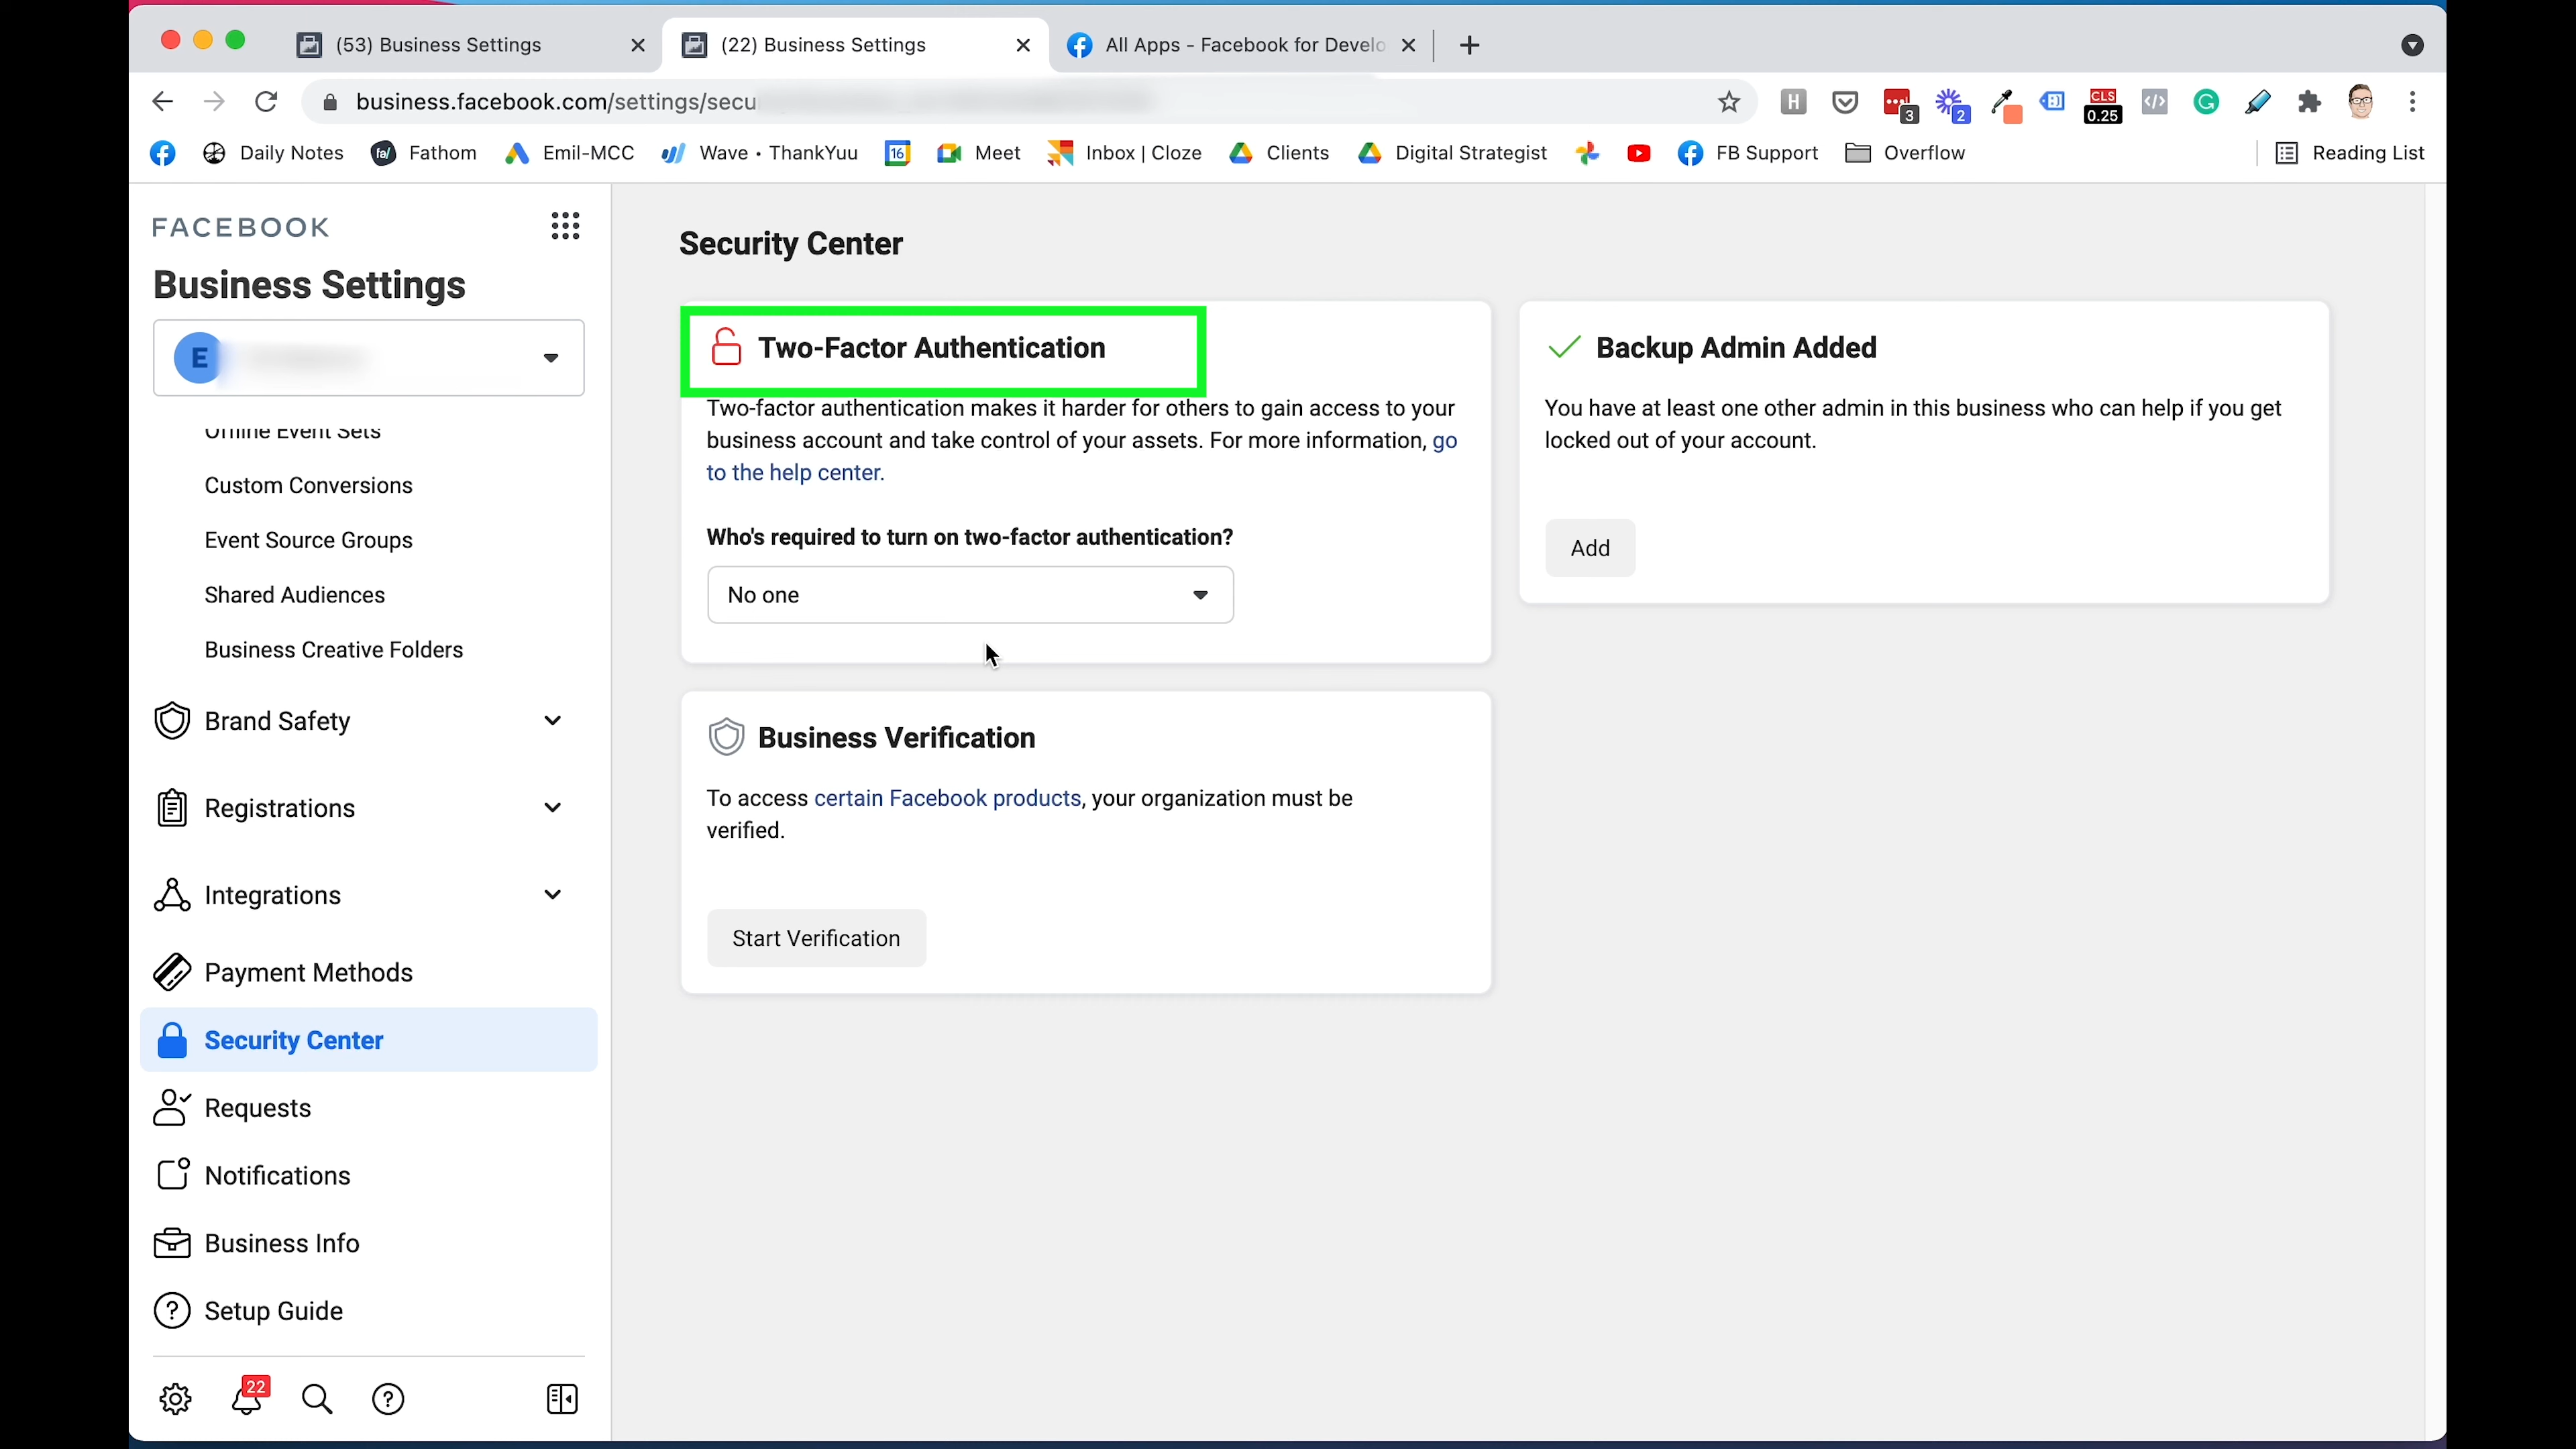 (53) Business Settings
(22) Business Settings
All Apps - Facebook for Develo
business.facebook.com/settings/secu
3
2
CLS
0.25
Daily Notes
fa/
Fathom
Emil-MCC
Wave • ThankYuu
16
Meet
Inbox | Cloze
Clients
Digital Strategist
FB Support
Overflow
Reading List
FACEBOOK
Business Settings
E
Offline Event Sets
Custom Conversions
Event Source Groups
Shared Audiences
Business Creative Folders
Brand Safety
Registrations
Integrations
Payment Methods
Security Center
Requests
Notifications
Business Info
Setup Guide
22
Security Center
Two-Factor Authentication
Two-factor authentication makes it harder for others to gain access to your
business account and take control of your assets. For more information, go
to the help center.
Who's required to turn on two-factor authentication?
No one
Backup Admin Added
You have at least one other admin in this business who can help if you get
locked out of your account.
Add
Business Verification
To access certain Facebook products, your organization must be
verified.
Start Verification